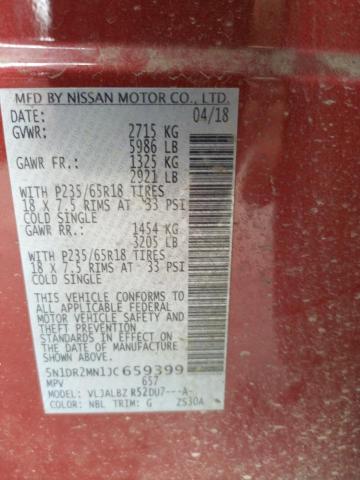 MFD BY NISSAN MOTOR CO., LTD.
DATE: 04/18
GVWR: 2715 KG
5986 LB
GAWR FR: 1325 KG
2921 LB
WITH P235/65R18 TIRES
18 X 7.5 RIMS AT 33 PSI
COLD SINGLE
GAWR RR: 1454 KG
3205 LB
WITH P235/65R18 TIRES
18 X 7.5 RIMS AT 33 PSI
COLD SINGLE
THIS VEHICLE CONFORMS TO
ALL APPLICABLE FEDERAL
MOTOR VEHICLE SAFETY
AND THEFT PREVENTION
STANDARDS IN EFFECT ON
THE DATE OF MANUFACTURE
SHOWN ABOVE.
5N1DR2MN1JC 659399
MPV 657
MODEL: VLJALBZ R52DU7---A-
COLOR: NBL TRIM: G ZS30A